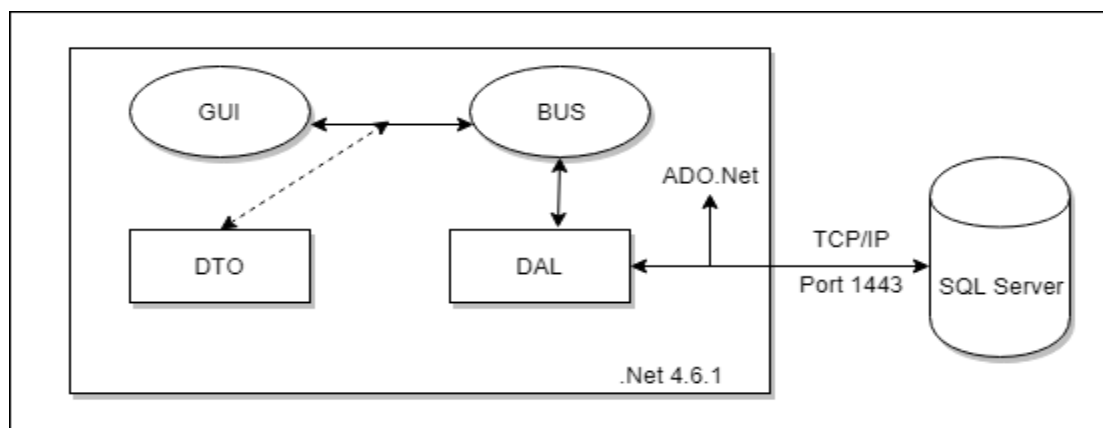 GUI
BUS
ADO.Net
DTO
DAL
TCP/IP
Port 1443
SQL Server
.Net 4.6.1